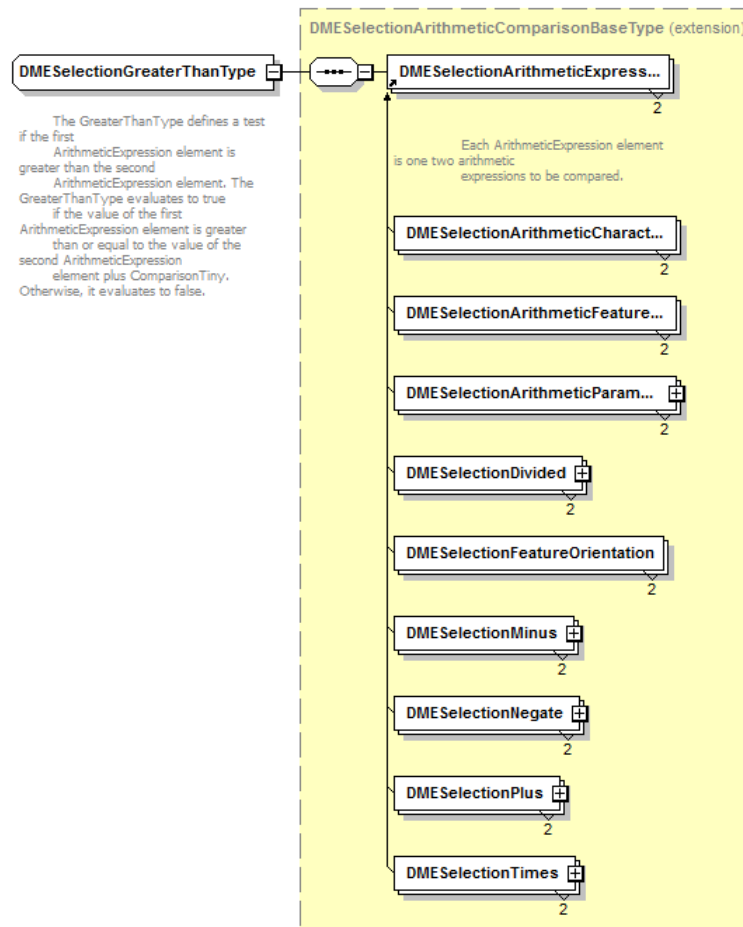 DMESelectionArithmeticComparisonBaseType (extension)
DMESelectionGreaterThanType
DMESelectionArithmeticExpress...
2
The GreaterThanType defines a test
if the first
ArithmeticExpression element is
greater than the second
ArithmeticExpression element. The
GreaterThanType evaluates to true
if the value of the first
ArithmeticExpression element is greater
than or equal to the value of the
second ArithmeticExpression
element plus ComparisonTiny.
Otherwise, it evaluates to false.
Each ArithmeticExpression element
is one two arithmetic
expressions to be compared.
DMESelectionArithmeticCharact...
2
DMESelectionArithmeticFeature...
2
DMESelectionArithmeticParam...
2
DMESelectionDivided
2
DMESelectionFeatureOrientation
2
DMESelectionMinus
2
DMESelectionNegate
2
DMESelectionPlus
2
DMESelectionTimes
2